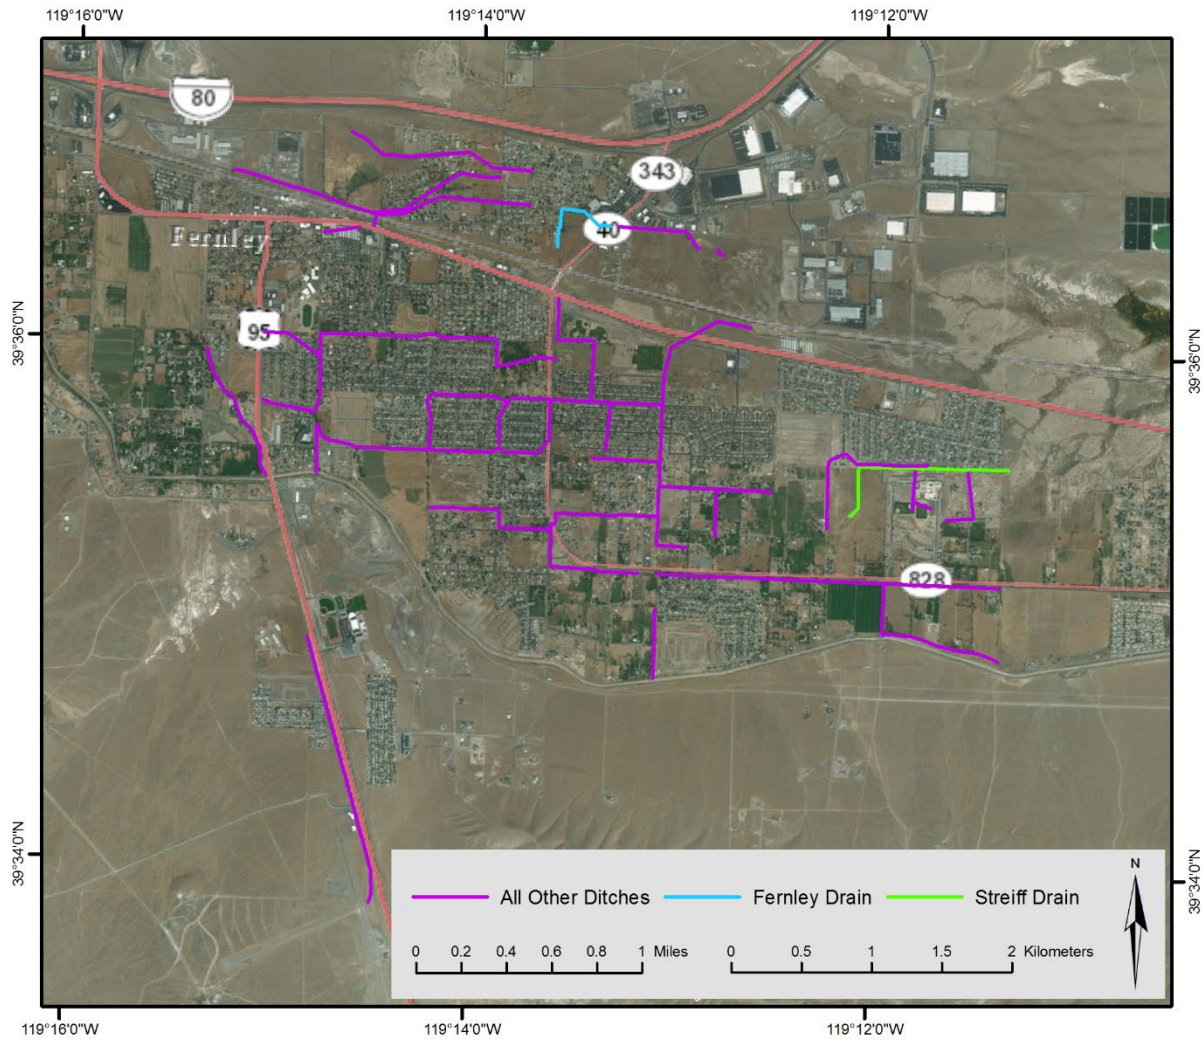 119°16'0"W 119°14'0"W 119°12'0"W
80
343
40
Fernley
95
39°36'0"N
39°36'0"N
828
39°34'0"N
39°34'0"N
N
All Other Ditches Fernley Drain Streiff Drain
0 0.2 0.4 0.6 0.8 1 Miles 0 0.5 1 1.5 2 Kilometers
119°16'0"W 119°14'0"W 119°12'0"W